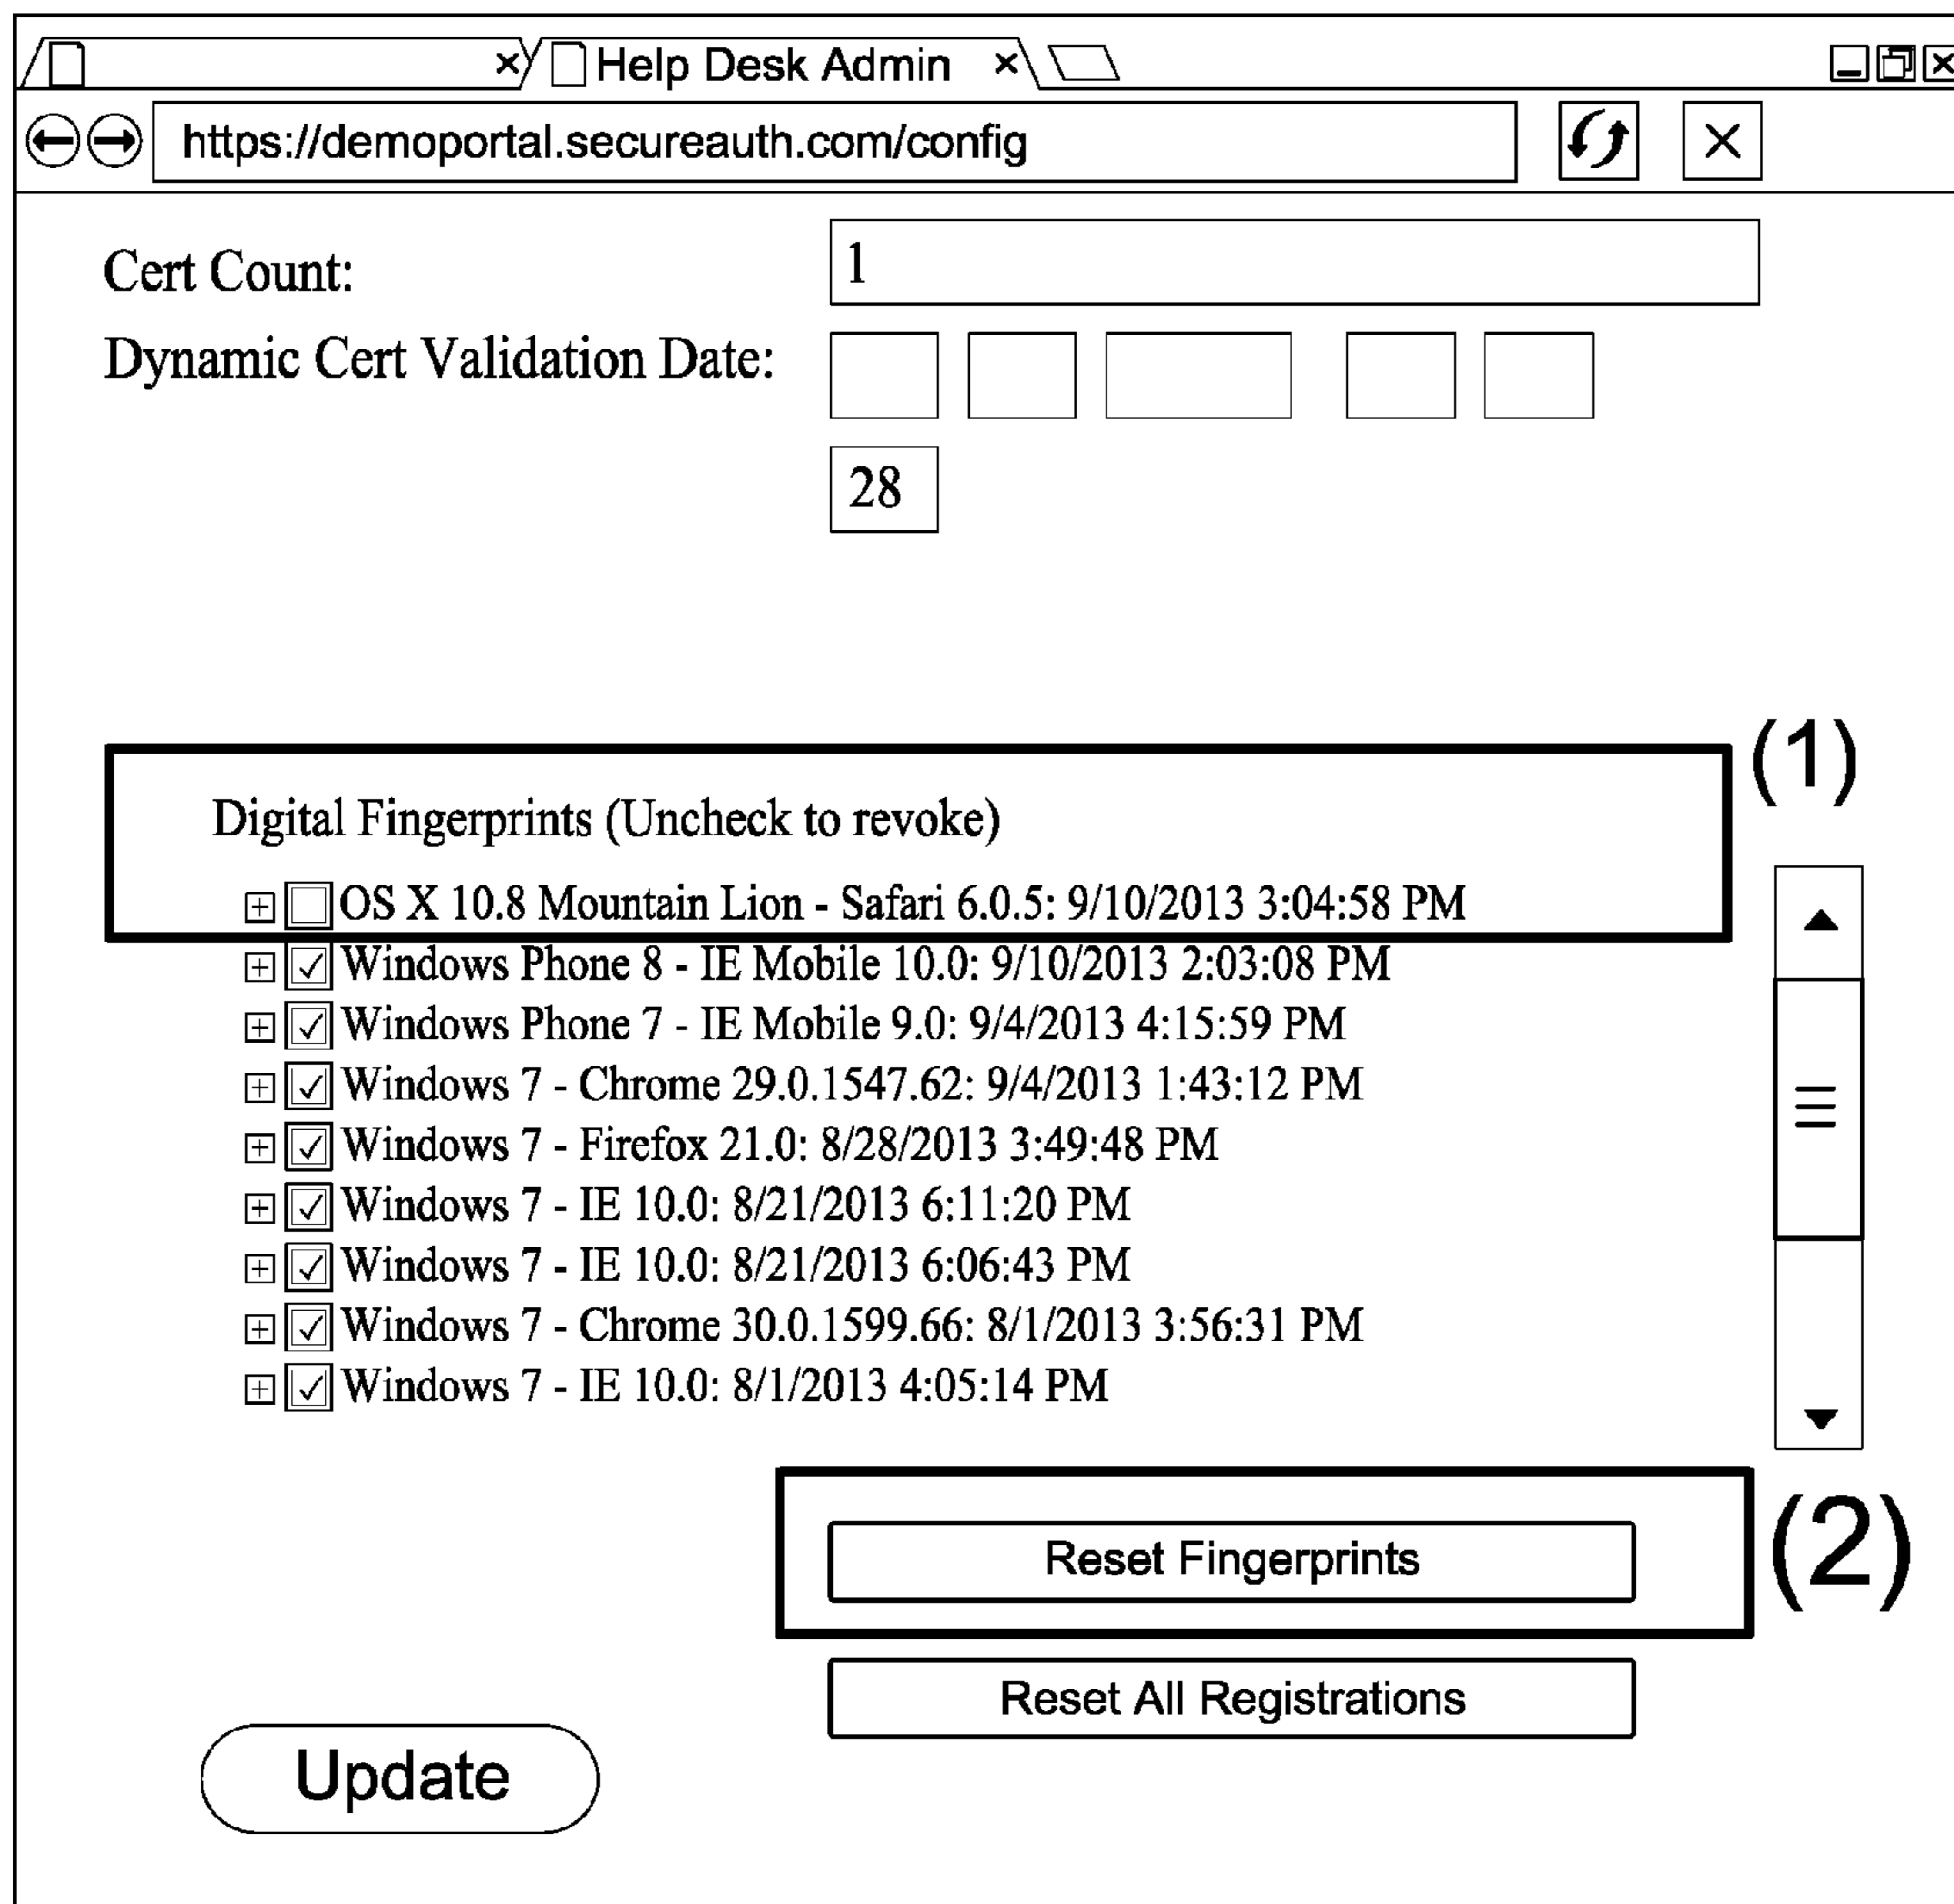 Help Desk Admin
https://demoportal.secureauth.com/config
Cert Count: 1
Dynamic Cert Validation Date:
28
(1)
Digital Fingerprints (Uncheck to revoke)
OS X 10.8 Mountain Lion - Safari 6.0.5: 9/10/2013 3:04:58 PM
Windows Phone 8 - IE Mobile 10.0: 9/10/2013 2:03:08 PM
Windows Phone 7 - IE Mobile 9.0: 9/4/2013 4:15:59 PM
Windows 7 - Chrome 29.0.1547.62: 9/4/2013 1:43:12 PM
Windows 7 - Firefox 21.0: 8/28/2013 3:49:48 PM
Windows 7 - IE 10.0: 8/21/2013 6:11:20 PM
Windows 7 - IE 10.0: 8/21/2013 6:06:43 PM
Windows 7 - Chrome 30.0.1599.66: 8/1/2013 3:56:31 PM
Windows 7 - IE 10.0: 8/1/2013 4:05:14 PM
Reset Fingerprints
(2)
Reset All Registrations
Update